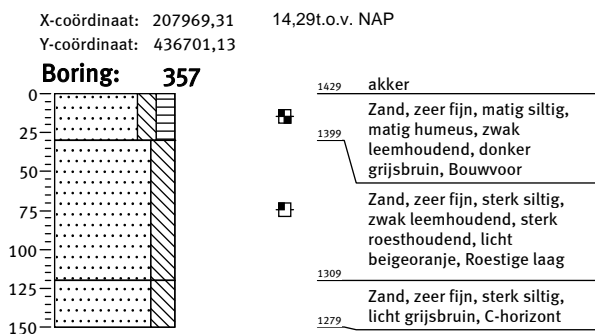 X-coördinaat: 207969,31 14,29t.o.v. NAP
Y-coördinaat: 436701,13
Boring: 357
0
25
50
75
100
125
150
1429 akker
Zand, zeer fijn, matig siltig,
matig humeus, zwak
1399
leemhoudend, donker
grijsbruin, Bouwvoor
Zand, zeer fijn, sterk siltig,
zwak leemhoudend, sterk
roesthoudend, licht
beigeoranje, Roestige laag
1309
Zand, zeer fijn, sterk siltig,
licht grijsbruin, C-horizont
1279